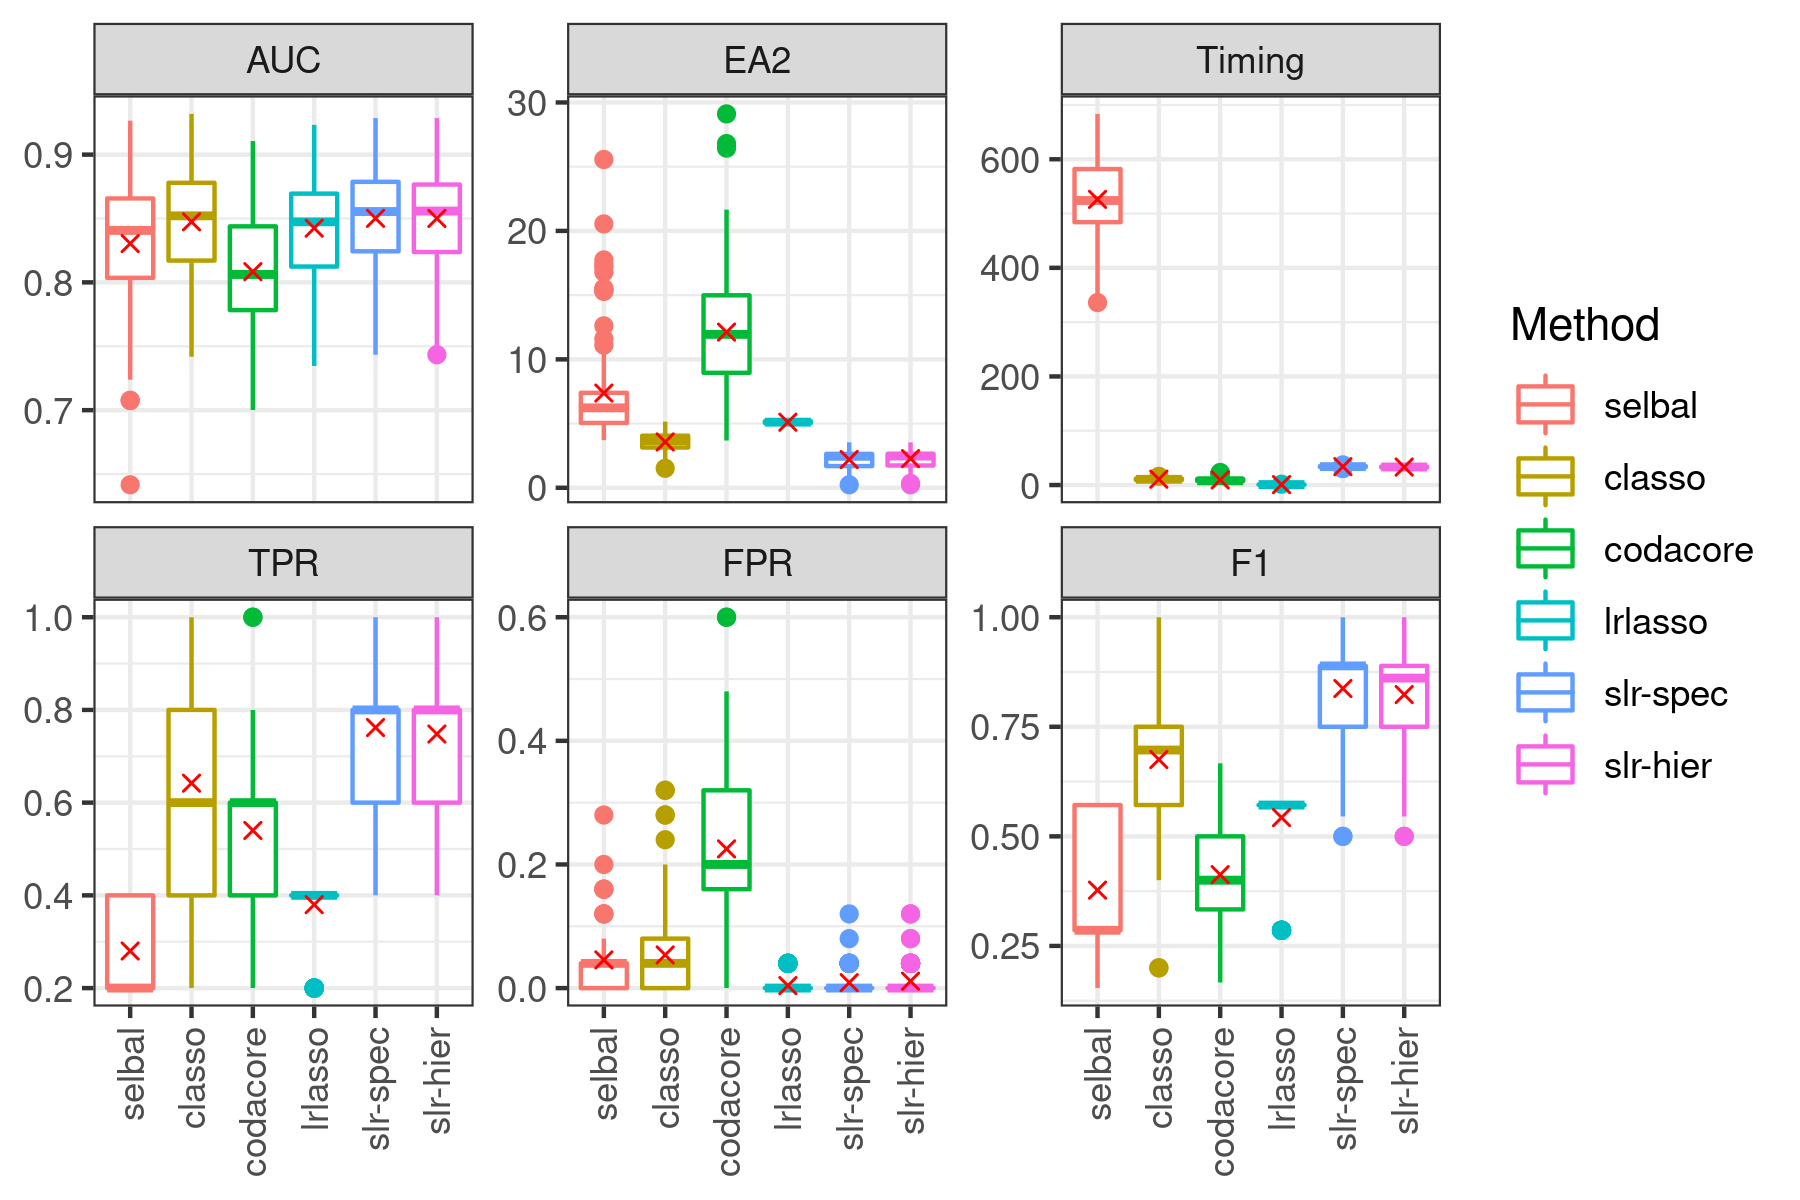 AUC
EA2
Timing
0.9
0.8
0.7
30
20
10
0
600
400
200
0
TPR
FPR
F1
1.0
0.8
0.6
0.4
0.2
0.6
0.4
0.2
0.0
1.00
0.75
0.50
0.25
selbal
classo
codacore
lrlasso
slr-spec
slr-hier
selbal
classo
codacore
lrlasso
slr-spec
slr-hier
selbal
classo
codacore
lrlasso
slr-spec
slr-hier
Method
selbal
classo
codacore
lrlasso
slr-spec
slr-hier